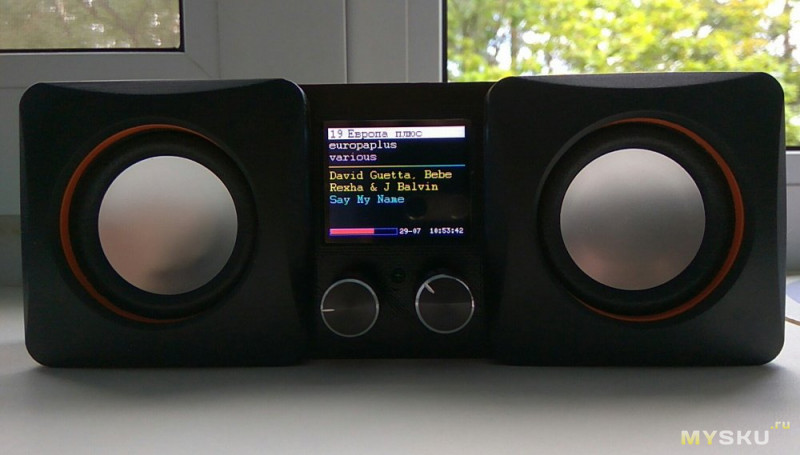 19 Европа плюс
europaplus
various
David Guetta, Bebe
Rexha & J Balvin
Say My Name
29-07 10:53:42
MYSKU.ru